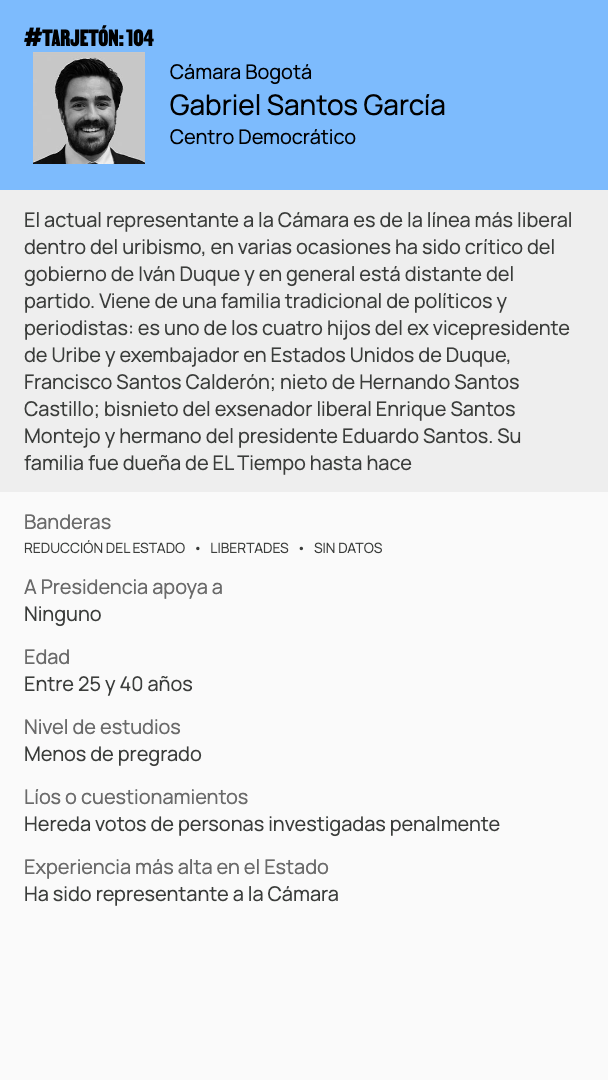 #TARJETÓN: 104
Cámara Bogotá
Gabriel Santos García
Centro Democrático
El actual representante a la Cámara es de la línea más liberal
dentro del uribismo, en varias ocasiones ha sido crítico del
gobierno de Iván Duque y en general está distante del
partido. Viene de una familia tradicional de políticos y
periodistas: es uno de los cuatro hijos del ex vicepresidente
de Uribe y exembajador en Estados Unidos de Duque,
Francisco Santos Calderón; nieto de Hernando Santos
Castillo; bisnieto del exsenador liberal Enrique Santos
Montejo y hermano del presidente Eduardo Santos. Su
familia fue dueña de EL Tiempo hasta hace
Banderas
REDUCCIÓN DEL ESTADO • LIBERTADES • SIN DATOS
A Presidencia apoya a
Ninguno
Edad
Entre 25 y 40 años
Nivel de estudios
Menos de pregrado
Líos o cuestionamientos
Hereda votos de personas investigadas penalmente
Experiencia más alta en el Estado
Ha sido representante a la Cámara